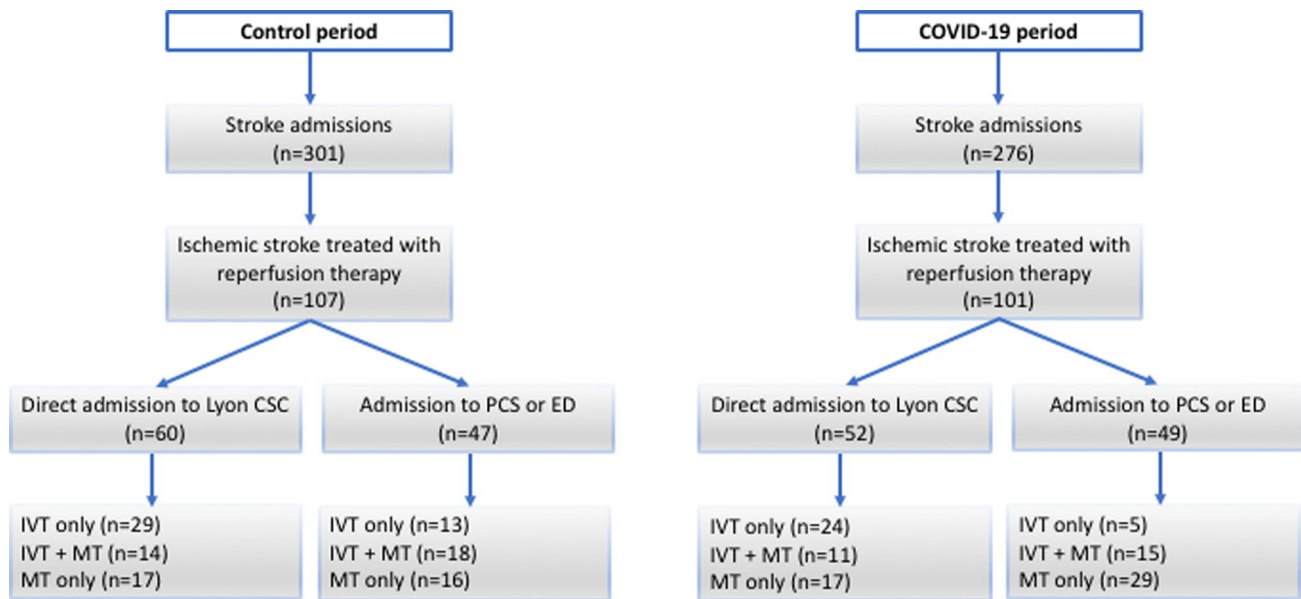 Control period
Stroke admissions
(n=301)
Ischemic stroke treated with
reperfusion therapy
(n=107)
Direct admission to Lyon CSC
(n=60)
Admission to PCS or ED
(n=47)
IVT only (n=29)
IVT + MT (n=14)
MT only (n=17)
IVT only (n=13)
IVT + MT (n=18)
MT only (n=16)
COVID-19 period
Stroke admissions
(n=276)
Ischemic stroke treated with
reperfusion therapy
(n=101)
Direct admission to Lyon CSC
(n=52)
Admission to PCS or ED
(n=49)
IVT only (n=24)
IVT + MT (n=11)
MT only (n=17)
IVT only (n=5)
IVT + MT (n=15)
MT only (n=29)